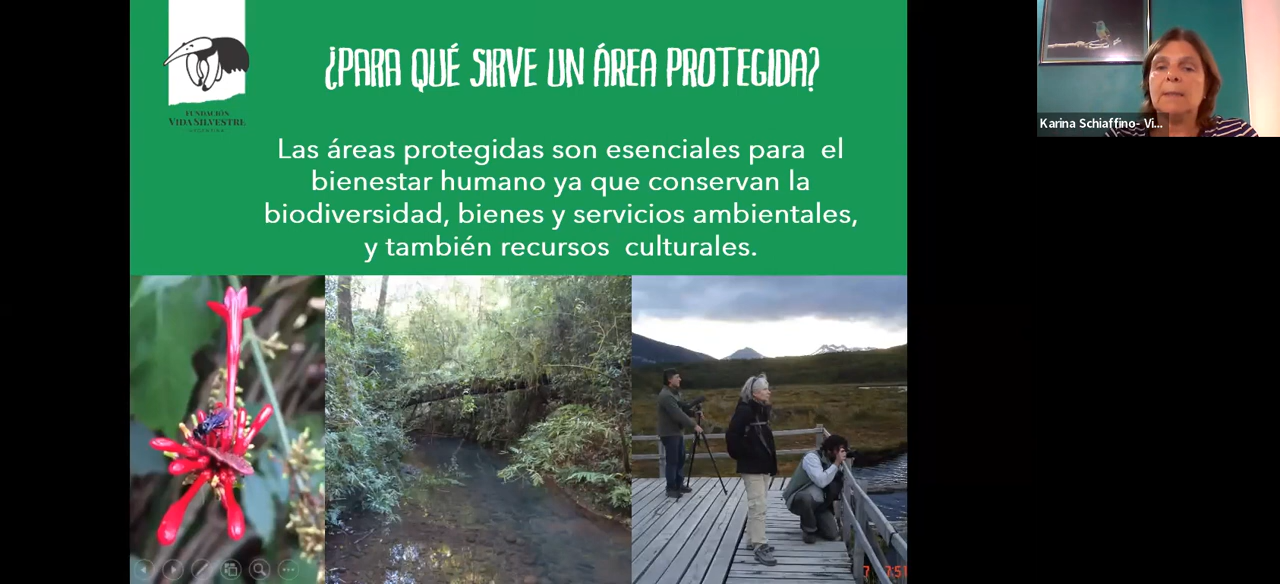 ¿PARA QUÉ SIRVE UN ÁREA PROTEGIDA?
FUNDACIÓN
VIDA SILVESTRE
ARGENTINA
Las áreas protegidas son esenciales para el
bienestar humano ya que conservan la
biodiversidad, bienes y servicios ambientales,
y también recursos culturales.
Karina Schiaffino- Vi...